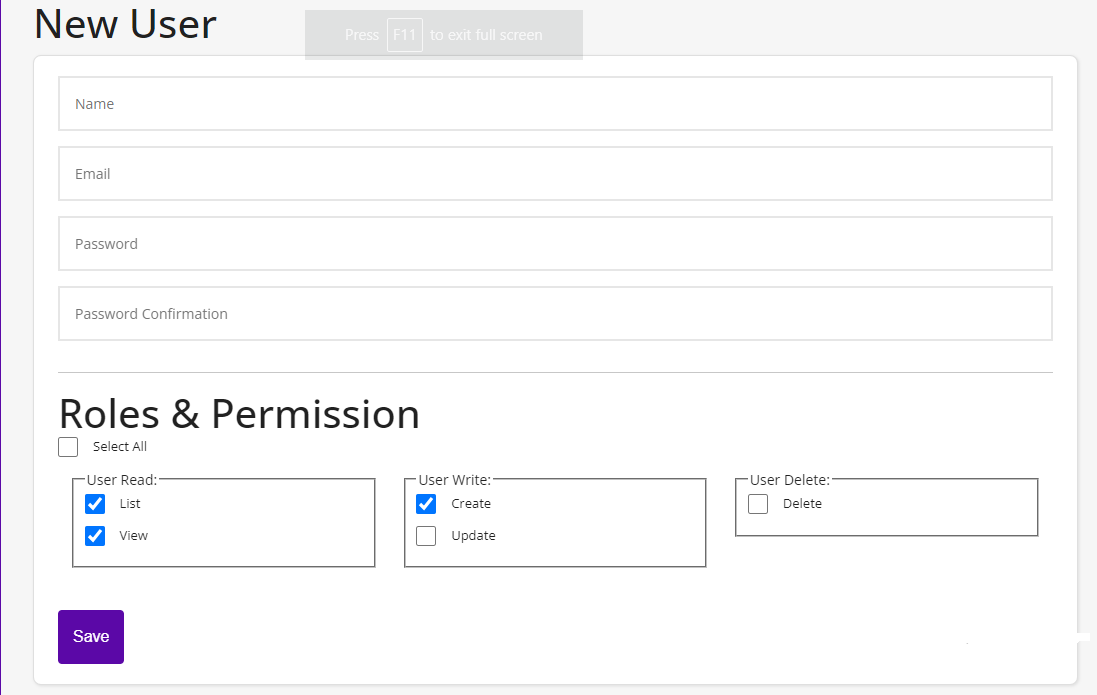 New User
Press F11 to exit full screen
Name
Email
Password
Password Confirmation
Roles & Permission
Select All
User Read: User Write: User Delete:
List Create Delete
View Update
Save